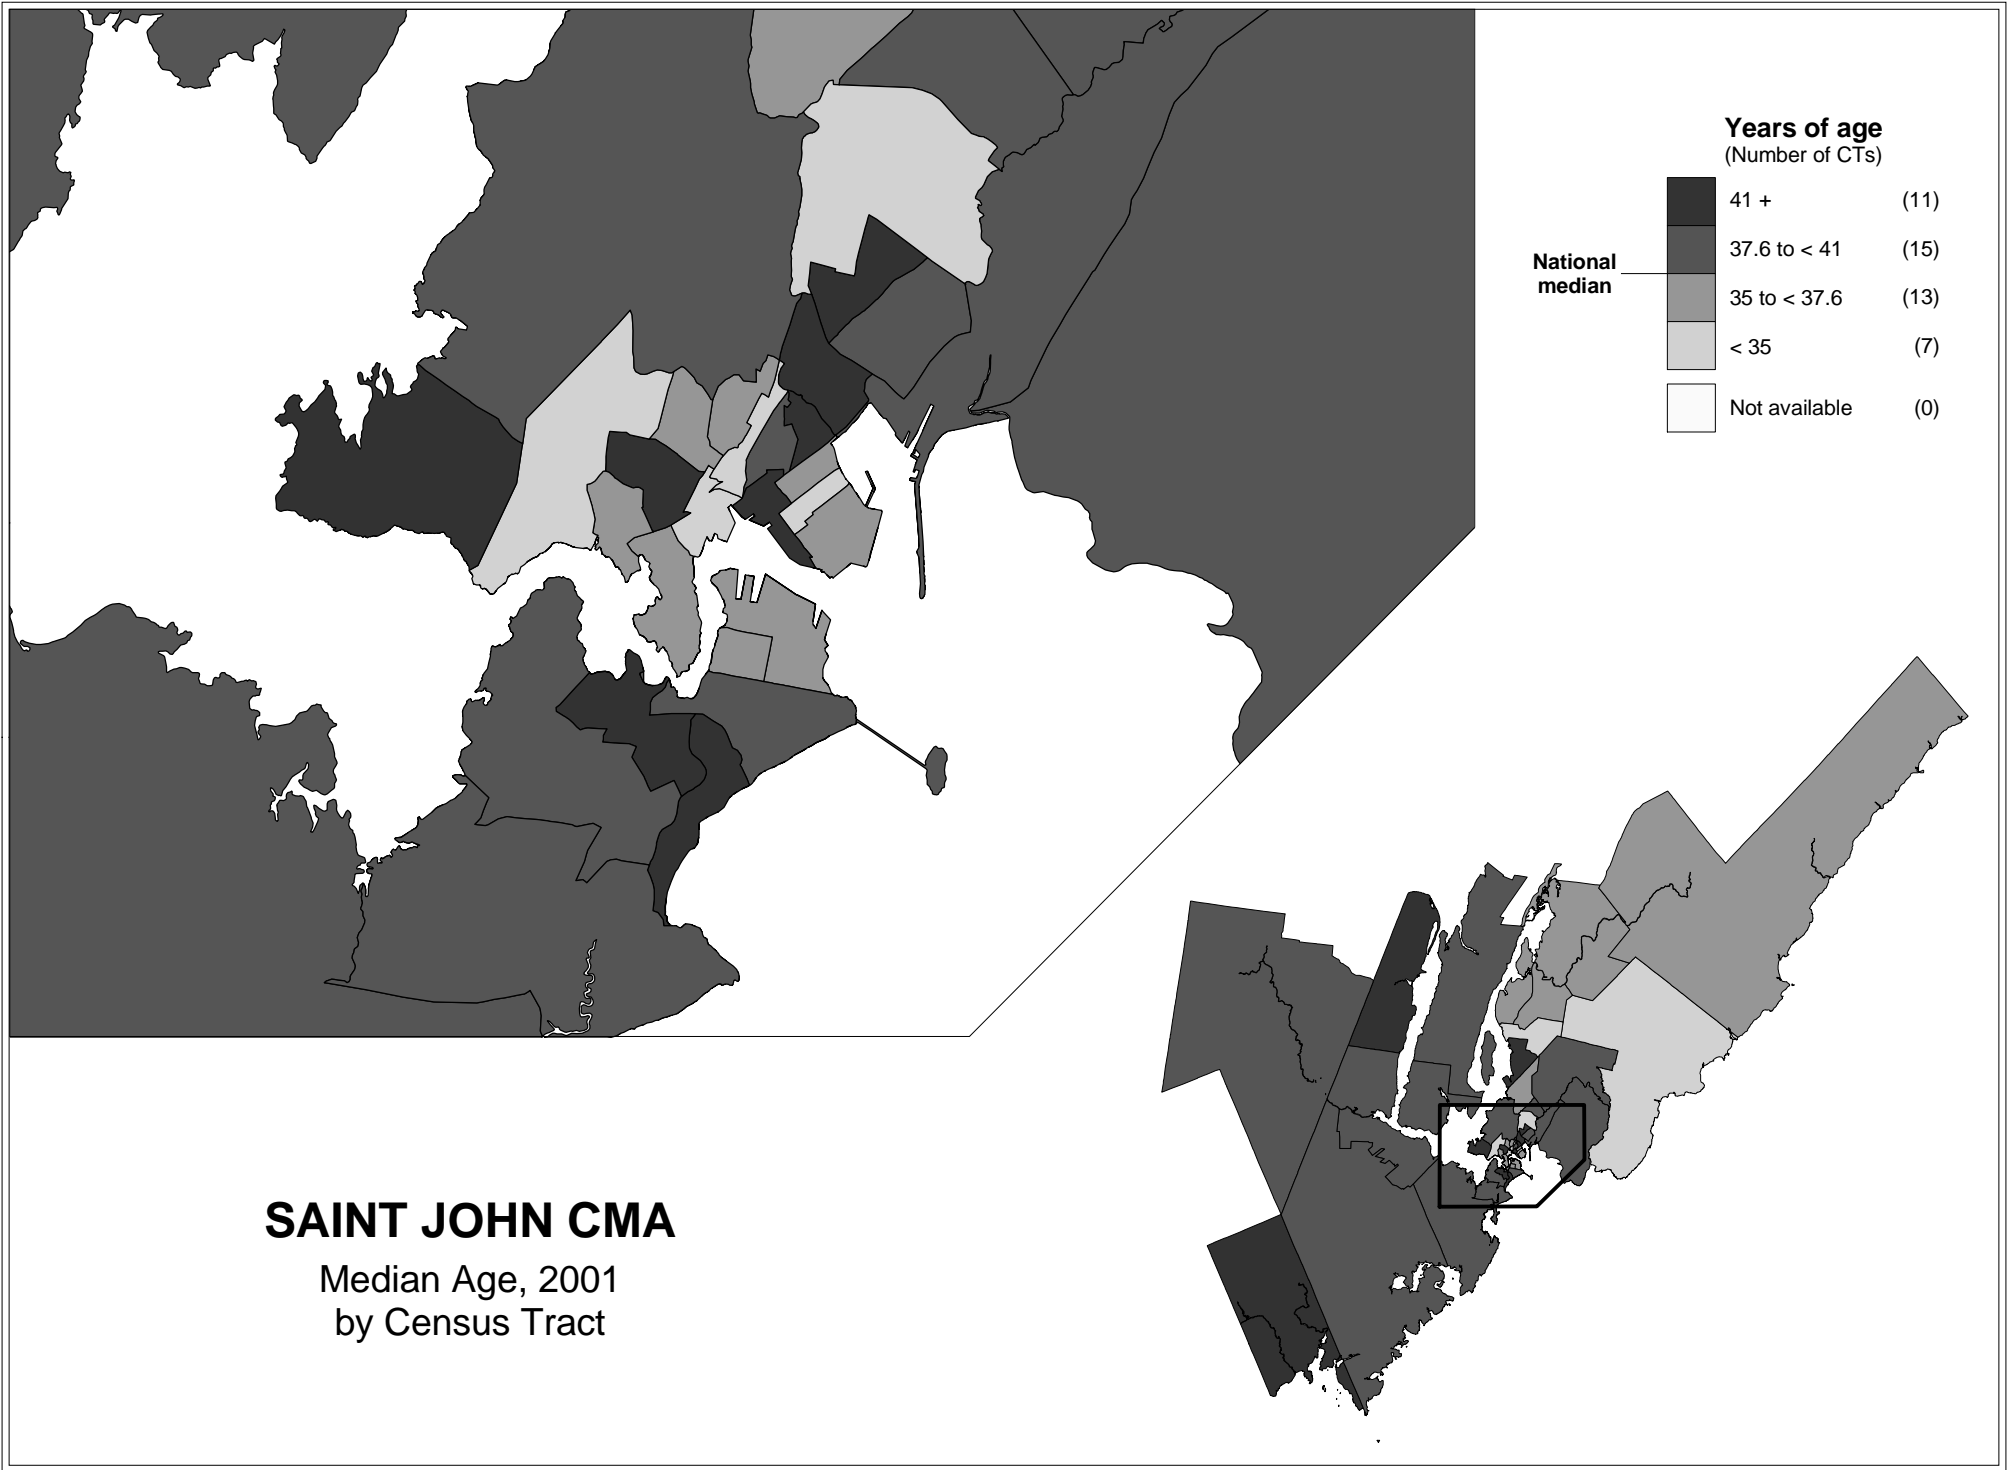 Years of age
(Number of CTs)
41 + (11)
37.6 to < 41 (15)
National
median
35 to < 37.6 (13)
< 35 (7)
Not available (0)
SAINT JOHN CMA
Median Age, 2001
by Census Tract